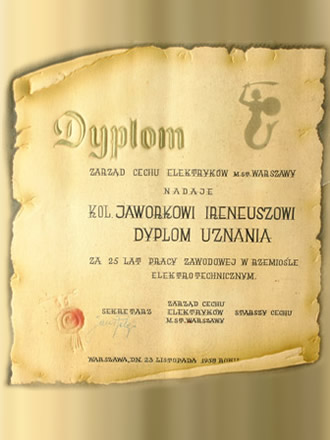 Dyplom
ZARZĄD CECHU ELEKTRYKÓW M.ST. WARSZAWY
NADAJE
KOL. JAWORKOWI IRENEUSZOWI
DYPLOM UZNANIA
ZA 25 LAT PRACY ZAWODOWEJ W RZEMIOŚLE
ELEKTROTECHNICZNYM.
SEKRETARZ
ZARZĄD CECHU
ELEKTRYKÓW
M.ST. WARSZAWY
STARSZY CECHU
WARSZAWA, DN. 23 LISTOPADA 1958 ROKU